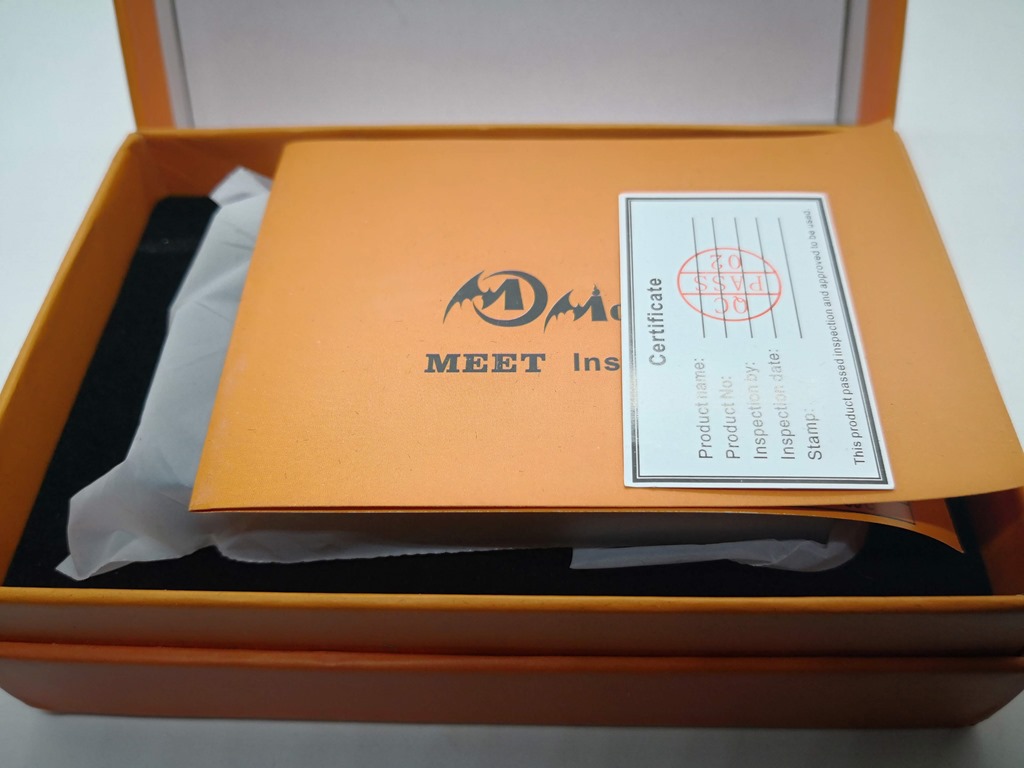 MEET Ins
Certificate
Product name:
Product No:
Inspection by:
Inspection date:
Stamp:
QC
PASS
02
This product passed inspection and approved to be used.